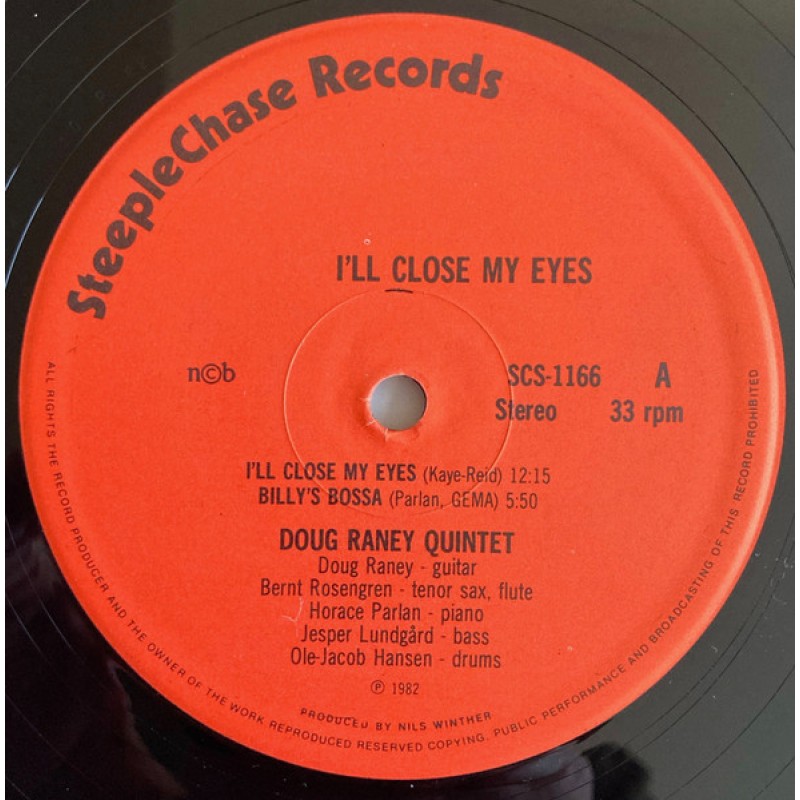 SteepleChase Records
I'LL CLOSE MY EYES
n©b
SCS-1166 A
Stereo 33 rpm
I'LL CLOSE MY EYES (Kaye-Reid) 12:15
BILLY'S BOSSA (Parlan, GEMA) 5:50
DOUG RANEY QUINTET
Doug Raney - guitar
Bernt Rosengren - tenor sax, flute
Horace Parlan - piano
Jesper Lundgård - bass
Ole-Jacob Hansen - drums
℗ 1982
PRODUCED BY NILS WINTHER
ALL RIGHTS THE RECORD PRODUCER AND THE OWNER OF THE WORK REPRODUCED RESERVED COPYING, PUBLIC PERFORMANCE AND BROADCASTING OF THIS RECORD PROHIBITED